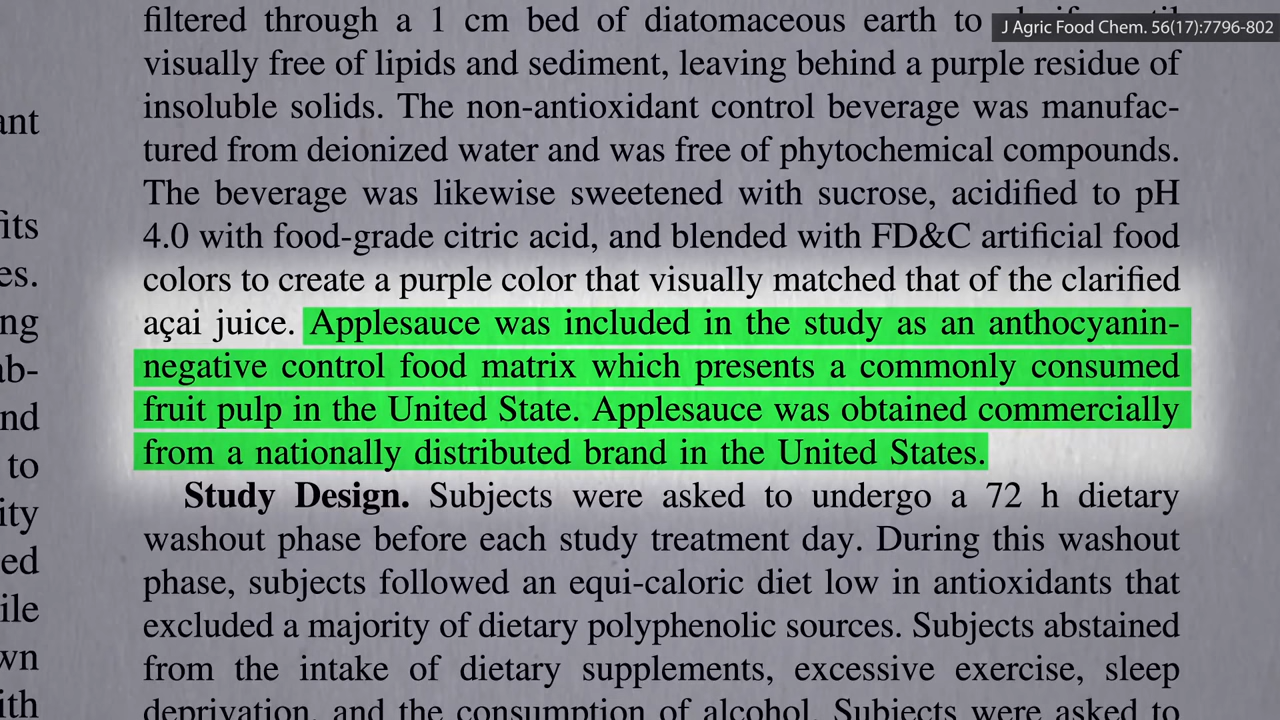 J Agric Food Chem. 56(17):7796-802
filtered through a 1 cm bed of diatomaceous earth to
visually free of lipids and sediment, leaving behind a purple residue of
insoluble solids. The non-antioxidant control beverage was manufac-
tured from deionized water and was free of phytochemical compounds.
The beverage was likewise sweetened with sucrose, acidified to pH
4.0 with food-grade citric acid, and blended with FD&C artificial food
colors to create a purple color that visually matched that of the clarified
açai juice. Applesauce was included in the study as an anthocyanin-
negative control food matrix which presents a commonly consumed
fruit pulp in the United State. Applesauce was obtained commercially
from a nationally distributed brand in the United States.
Study Design. Subjects were asked to undergo a 72 h dietary
washout phase before each study treatment day. During this washout
phase, subjects followed an equi-caloric diet low in antioxidants that
excluded a majority of dietary polyphenolic sources. Subjects abstained
from the intake of dietary supplements, excessive exercise, sleep
deprivation, and the consumption of alcohol. Subjects were asked to